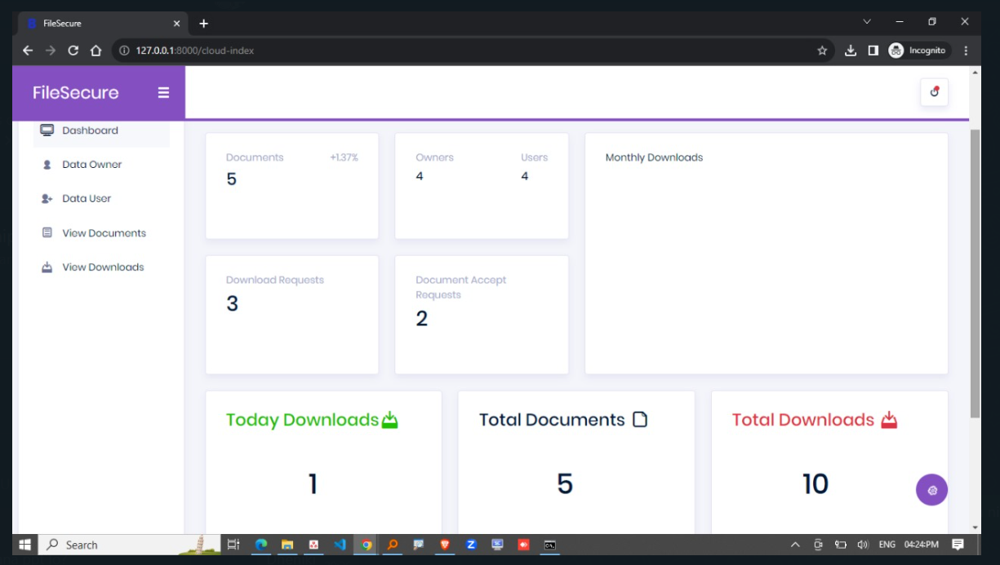 FileSecure
127.0.0.1:8000/cloud-index
Incognito
FileSecure
Dashboard
Data Owner
Data User
View Documents
View Downloads
Documents +1.37%
5
Owners Users
4 4
Monthly Downloads
Download Requests
3
Document Accept
Requests
2
Today Downloads
1
Total Documents
5
Total Downloads
10
Search
ENG 04:24:PM